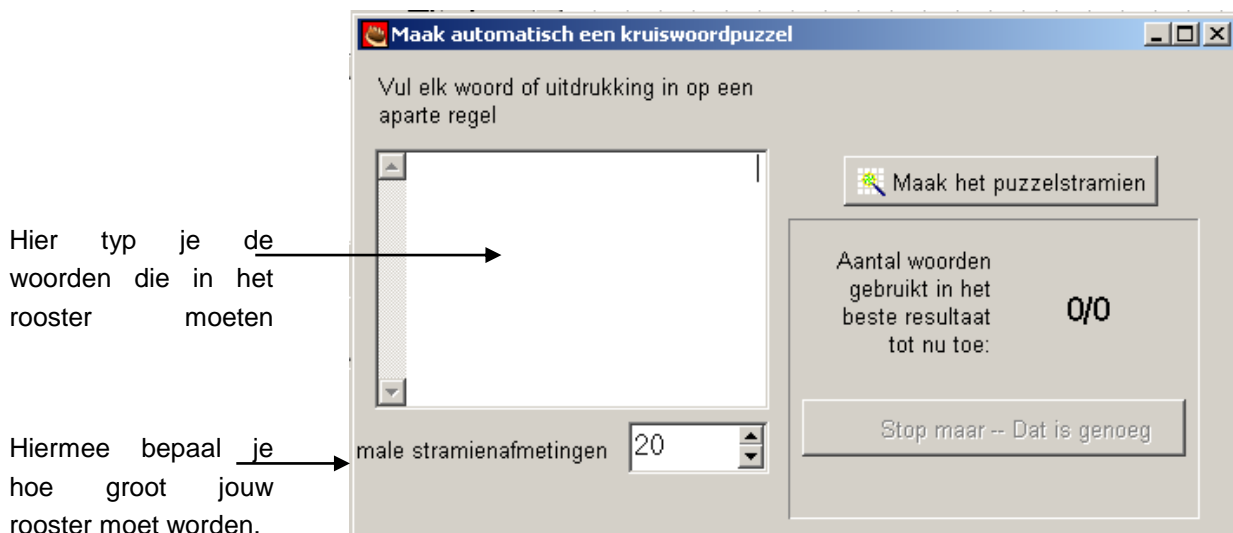 Maak automatisch een kruiswoordpuzzel
Vul elk woord of uitdrukking in op een
aparte regel
Maak het puzzelstramien
Hier typ je de
woorden die in het
rooster moeten
Aantal woorden
gebruikt in het
beste resultaat
tot nu toe:
0/0
Stop maar -- Dat is genoeg
Hiermee bepaal je
hoe groot jouw
rooster moet worden.
male stramienafmetingen
20